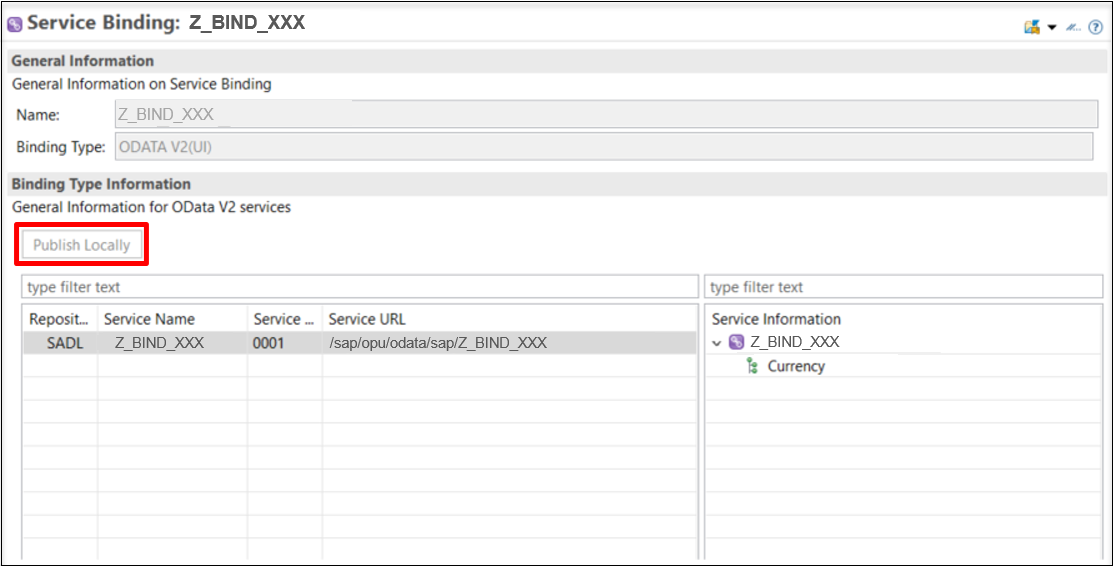 Service Binding: Z_BIND_XXX
General Information
General Information on Service Binding
Name: Z_BIND_XXX
Binding Type: ODATA V2(UI)
Binding Type Information
General Information for OData V2 services
Publish Locally
type filter text type filter text
Reposit... Service Name Service ... Service URL Service Information
SADL Z_BIND_XXX 0001 /sap/opu/odata/sap/Z_BIND_XXX Z_BIND_XXX
Currency